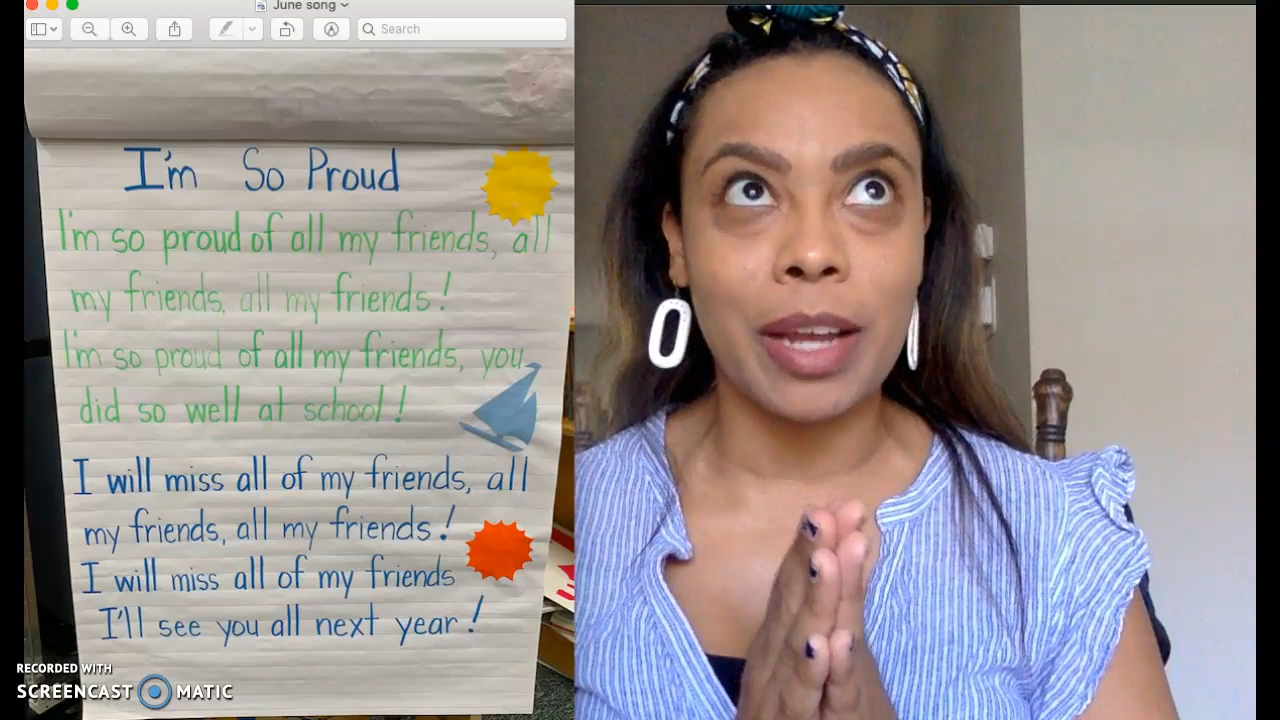 June song
Search
I'm So Proud
I'm so proud of all my friends, all
my friends, all my friends!
I'm so proud of all my friends, you
did so well at school!
I will miss all of my friends, all
my friends, all my friends!
I will miss all of my friends
I'll see you all next year!
RECORDED WITH
SCREENCAST MATIC